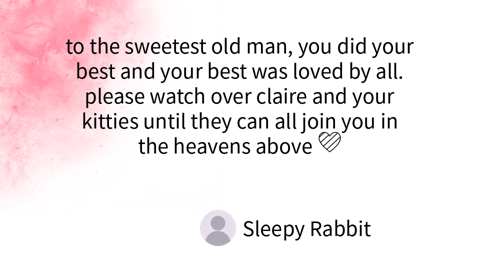 to the sweetest old man, you did your
best and your best was loved by all.
please watch over claire and your
kitties until they can all join you in
the heavens above
Sleepy Rabbit